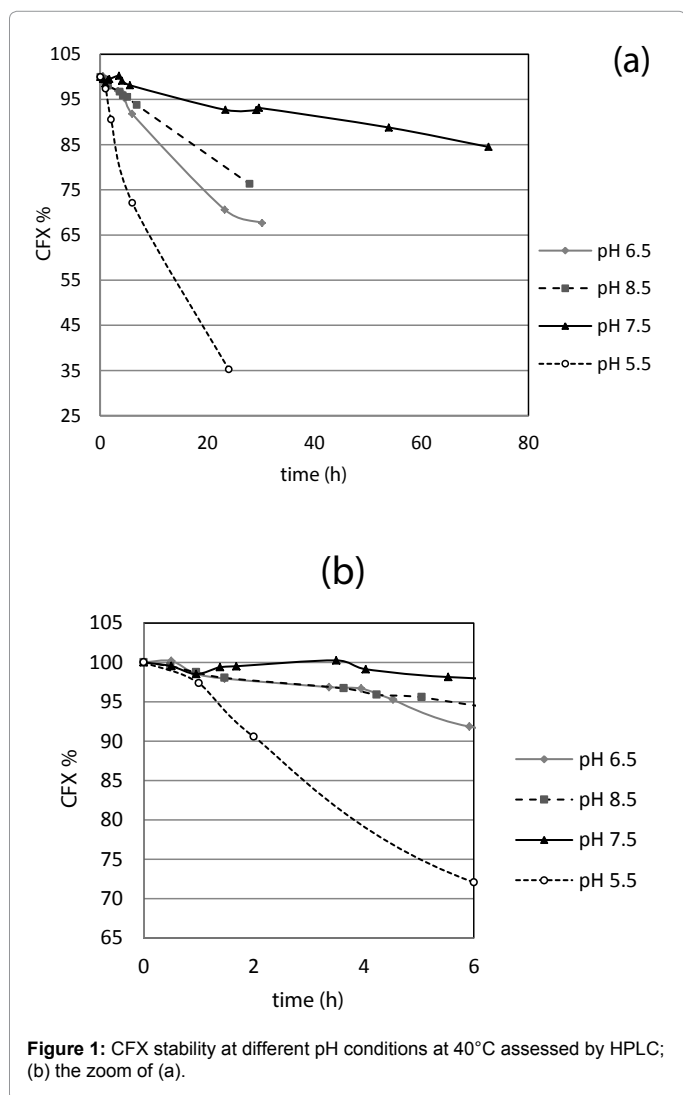 (a)
105
95
85
75
65
55
45
35
25
CFX %
0 20 40 60 80
time (h)
pH 6.5
pH 8.5
pH 7.5
pH 5.5
(b)
105
100
95
90
85
80
75
70
65
CFX %
0 2 4 6
time (h)
pH 6.5
pH 8.5
pH 7.5
pH 5.5
Figure 1: CFX stability at different pH conditions at 40°C assessed by HPLC;
(b) the zoom of (a).